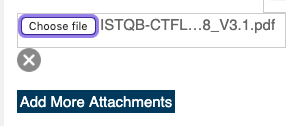 Choose file ISTQB-CTFL...8_V3.1.pdf
Add More Attachments